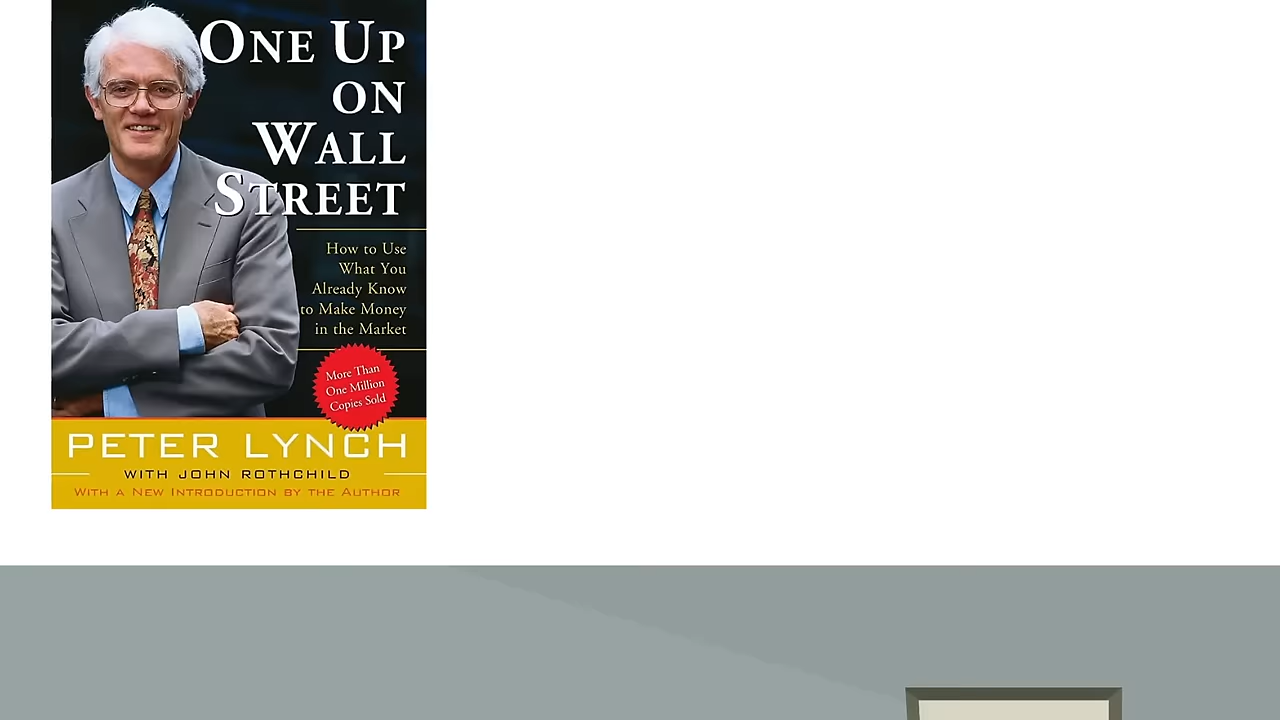 ONE UP
ON
WALL
STREET
How to Use
What You
Already Know
to Make Money
in the Market
More Than
One Million
Copies Sold
PETER LYNCH
WITH JOHN ROTHCHILD
WITH A NEW INTRODUCTION BY THE AUTHOR